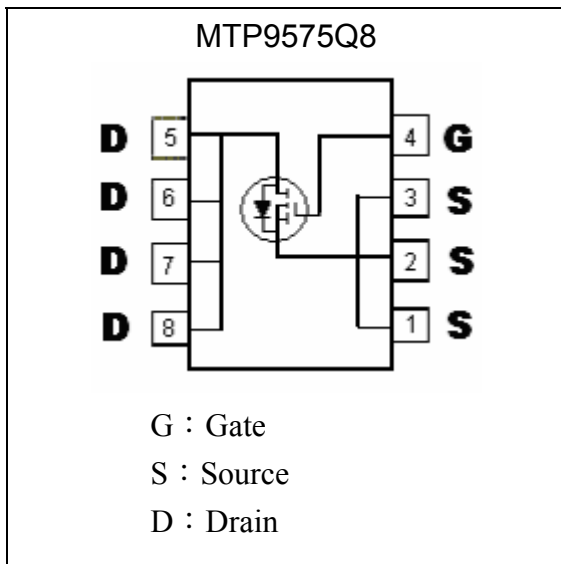 MTP9575Q8
D 5 4 G
D 6 3 S
D 7 2 S
D 8 1 S
G：Gate
S：Source
D：Drain